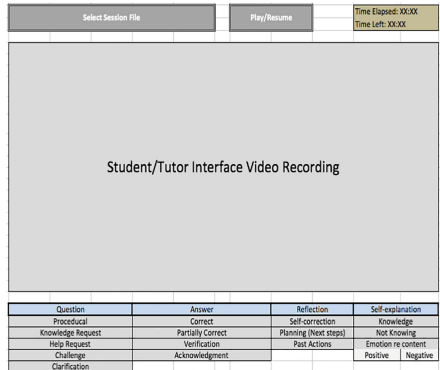 Select Session File Play/Resume Time Elapsed: XX:XX
Time Left: XX:XX
Student/Tutor Interface Video Recording
Question Answer Reflection Self-explanation
Proceducal Correct Self-correction Knowledge
Knowledge Request Partially Correct Planning (Next steps) Not Knowing
Help Request Verification Past Actions Emotion re content
Challenge Acknowledgment Positive Negative
Clarification